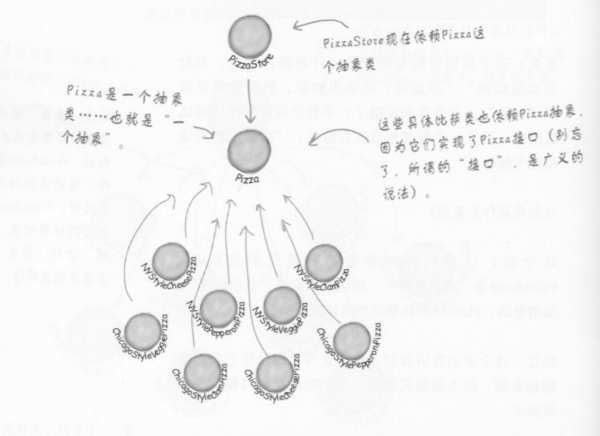 PizzaStore
PizzaStore现在依赖Pizza这
个抽象类
Pizza是一个抽象
类……也就是“一
个抽象”。
Pizza
这些具体比萨类也依赖Pizza抽象，
因为它们实现了Pizza接口（别忘
了，所谓的“接口”，是广义的
说法）。
NYStyleCheesePizza
NYStyleClamPizza
NYStylePepperoniPizza
NYStyleVeggiePizza
ChicagoStyleVeggiePizza
ChicagoStylePepperoniPizza
ChicagoStyleClamPizza
ChicagoStyleCheesePizza